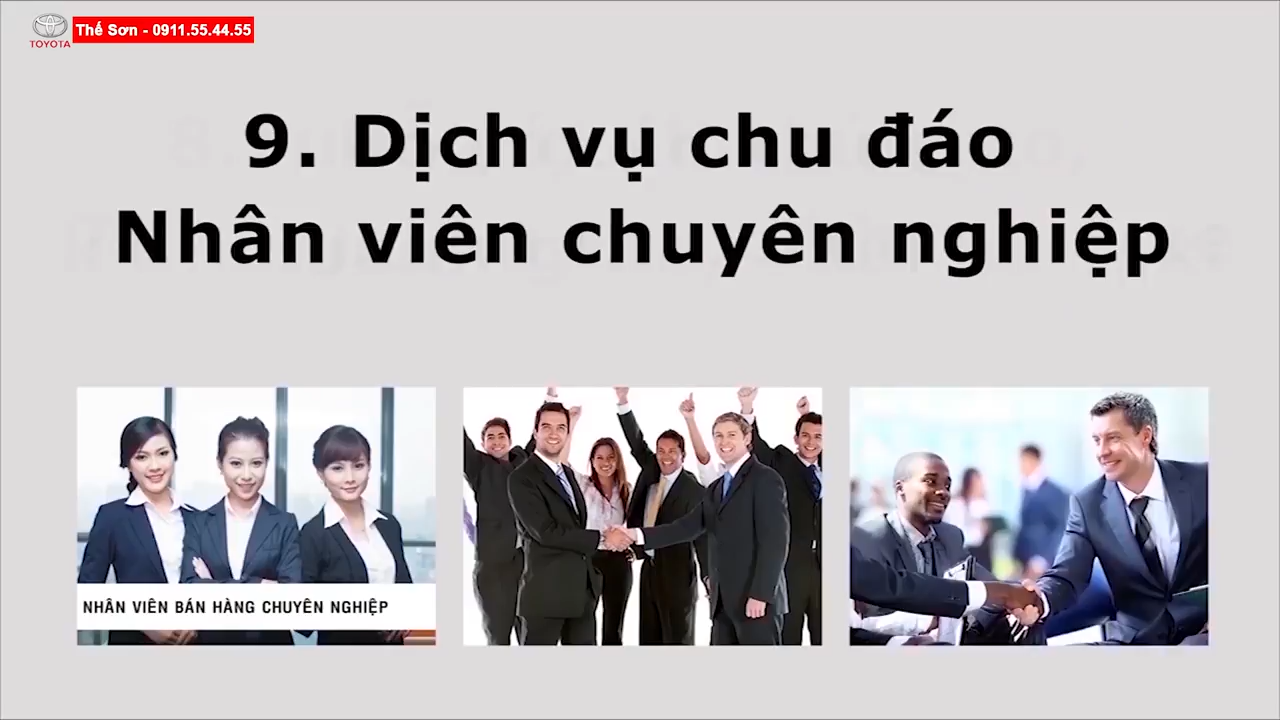 TOYOTA
Thế Sơn - 0911.55.44.55
9. Dịch vụ chu đáo
Nhân viên chuyên nghiệp
NHÂN VIÊN BÁN HÀNG CHUYÊN NGHIỆP